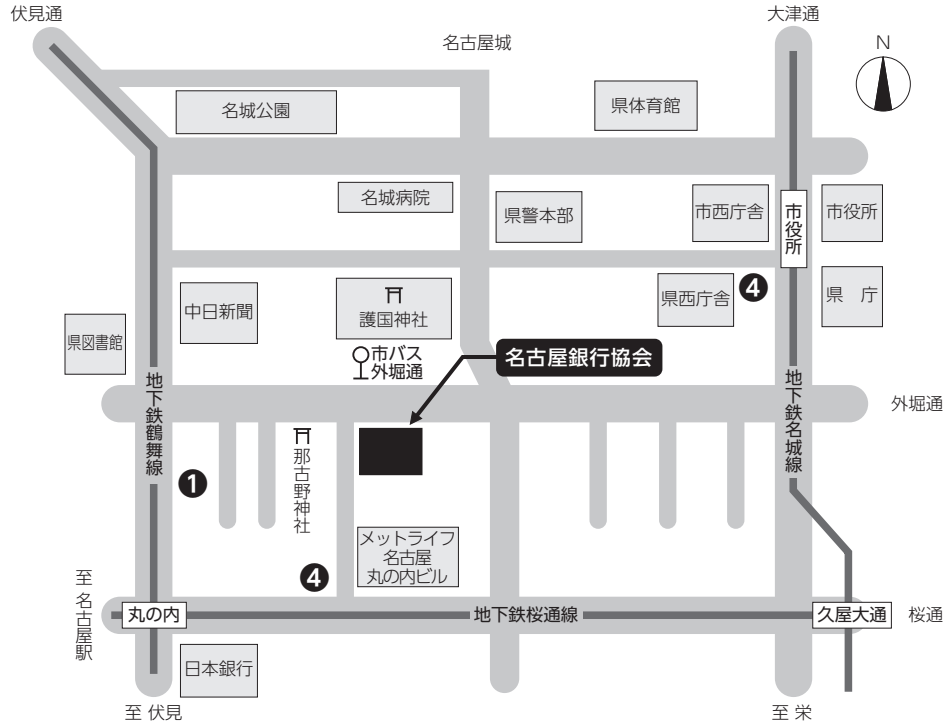 伏見通
大津通
名古屋城
N
名城公園
県体育館
名城病院
県警本部
市西庁舎
市役所
市役所
中日新聞
護国神社
県西庁舎
❹
県 庁
県図書館
市バス
外堀通
名古屋銀行協会
地下鉄鶴舞線
地下鉄名城線
外堀通
那古野神社
❶
メットライフ
名古屋
丸の内ビル
❹
至 名古屋駅
丸の内
地下鉄桜通線
久屋大通
桜通
日本銀行
至 伏見
至 栄